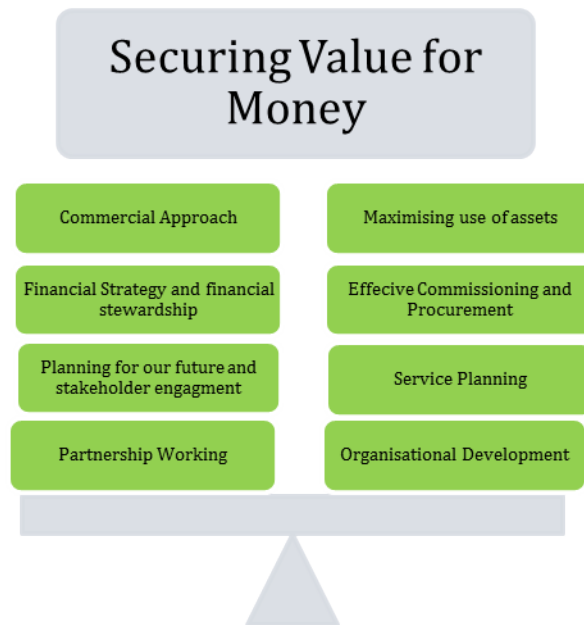 Securing Value for
Money
Commercial Approach
Maximising use of assets
Financial Strategy and financial
stewardship
Effecive Commissioning and
Procurement
Planning for our future and
stakeholder engagment
Service Planning
Partnership Working
Organisational Development